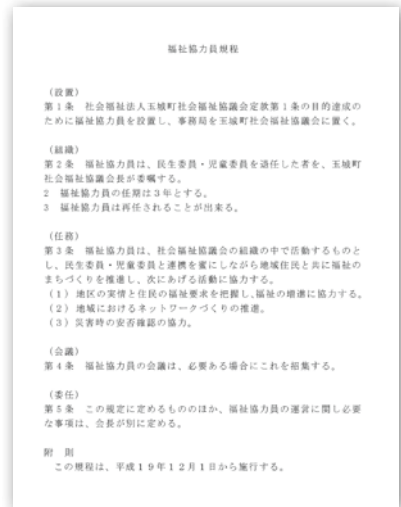 福祉協力員規程
（設置）
第１条　社会福祉法人玉城町社会福祉協議会定款第１条の目的達成の
ために福祉協力員を設置し、事務局を玉城町社会福祉協議会に置く。
（組織）
第２条　福祉協力員は、民生委員・児童委員を退任した者を、玉城町
社会福祉協議会長が委嘱する。
２　福祉協力員の任期は３年とする。
３　福祉協力員は再任されることが出来る。
（任務）
第３条　福祉協力員は、社会福祉協議会の組織の中で活動するものと
し、民生委員・児童委員と連携を蜜にしながら地域住民と共に福祉の
まちづくりを推進し、次にあげる活動に協力する。
（１）地区の実情と住民の福祉要求を把握し、福祉の増進に協力する。
（２）地域におけるネットワークづくりの推進。
（３）災害時の安否確認の協力。
（会議）
第４条　福祉協力員の会議は、必要ある場合にこれを招集する。
（委任）
第５条　この規定に定めるもののほか、福祉協力員の運営に関し必要
な事項は、会長が別に定める。
附　則
この規程は、平成１９年１２月１日から施行する。